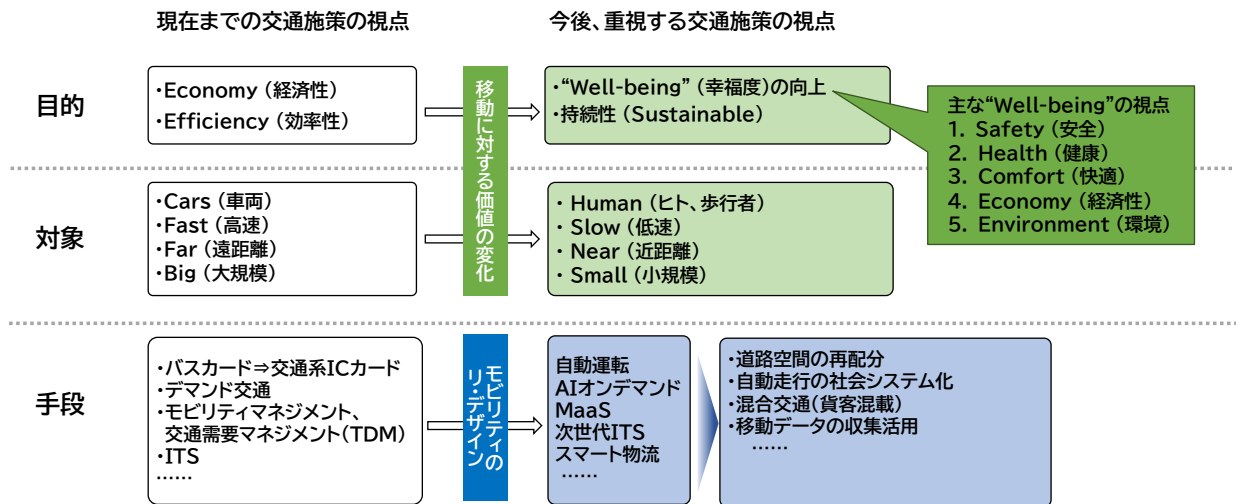 現在までの交通施策の視点
今後、重視する交通施策の視点
目的
・Economy（経済性）
・Efficiency（効率性）
移動に対する価値の変化
・“Well-being”（幸福度）の向上
・持続性（Sustainable）
主な“Well-being”の視点
1. Safety（安全）
2. Health（健康）
3. Comfort（快適）
4. Economy（経済性）
5. Environment（環境）
対象
・Cars（車両）
・Fast（高速）
・Far（遠距離）
・Big（大規模）
・Human（ヒト、歩行者）
・Slow（低速）
・Near（近距離）
・Small（小規模）
手段
・バスカード⇒交通系ICカード
・デマンド交通
・モビリティマネジメント、
交通需要マネジメント（TDM）
・ITS
……
モビリティの
リ・デザイン
自動運転
AIオンデマンド
MaaS
次世代ITS
スマート物流
……
・道路空間の再配分
・自動走行の社会システム化
・混合交通（貨客混載）
・移動データの収集活用
……